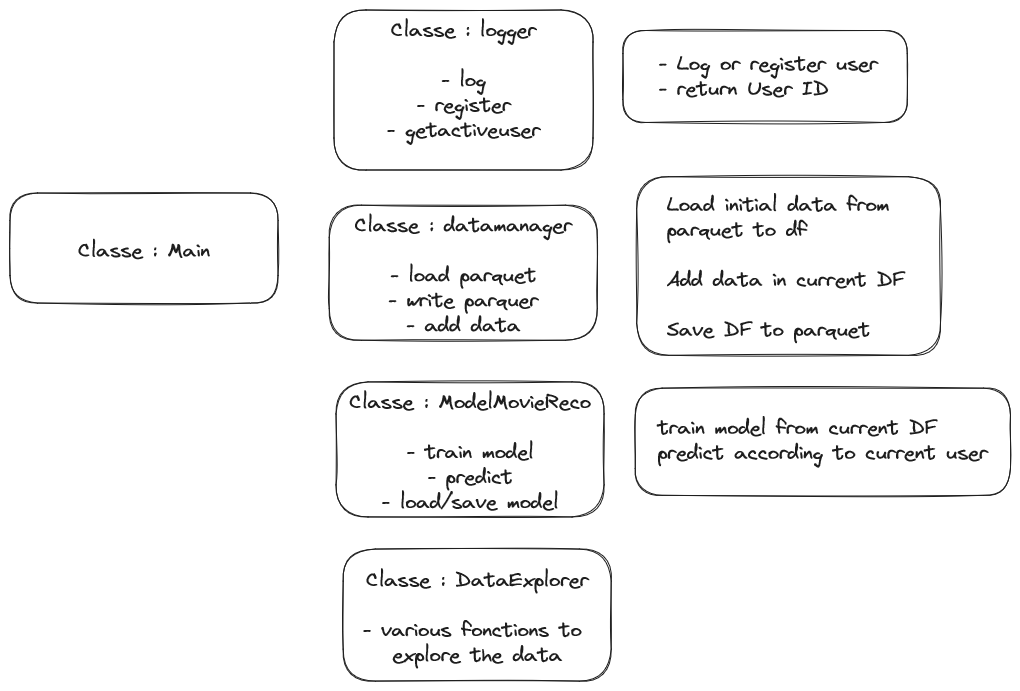 Classe : logger
- log
- register
- getactiveuser
- Log or register user
- return User ID
Classe : Main
Classe : datamanager
- load parquet
- write parquer
- add data
Load initial data from
parquet to df
Add data in current DF
Save DF to parquet
Classe : ModelMovieReco
- train model
- predict
- load/save model
train model from current DF
predict according to current user
Classe : DataExplorer
- various fonctions to
explore the data